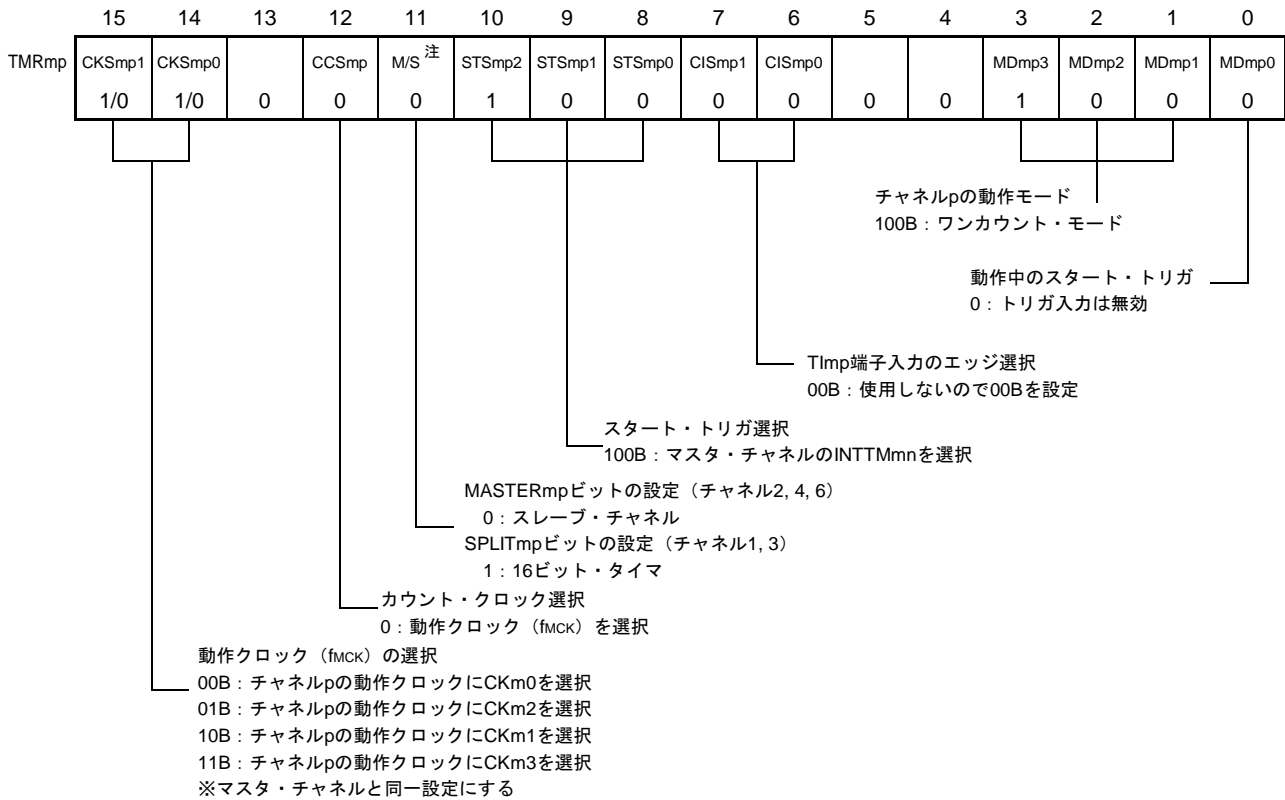 15 14 13 12 11 10 9 8 7 6 5 4 3 2 1 0
TMRmp CKSmp1 CKSmp0 CCSmp M/S 注 STSmp2 STSmp1 STSmp0 CISmp1 CISmp0 MDmp3 MDmp2 MDmp1 MDmp0
1/0 1/0 0 0 0 1 0 0 0 0 0 0 1 0 0 0
チャネルpの動作モード
100B:ワンカウント・モード
動作中のスタート・トリガ
0:トリガ入力は無効
TImp端子入力のエッジ選択
00B:使用しないので00Bを設定
スタート・トリガ選択
100B:マスタ・チャネルのINTTMmnを選択
MASTERmpビットの設定(チャネル2, 4, 6)
0:スレーブ・チャネル
SPLITmpビットの設定(チャネル1, 3)
1:16ビット・タイマ
カウント・クロック選択
0:動作クロック(fMCK)を選択
動作クロック(fMCK)の選択
00B:チャネルpの動作クロックにCKm0を選択
01B:チャネルpの動作クロックにCKm2を選択
10B:チャネルpの動作クロックにCKm1を選択
11B:チャネルpの動作クロックにCKm3を選択
※マスタ・チャネルと同一設定にする